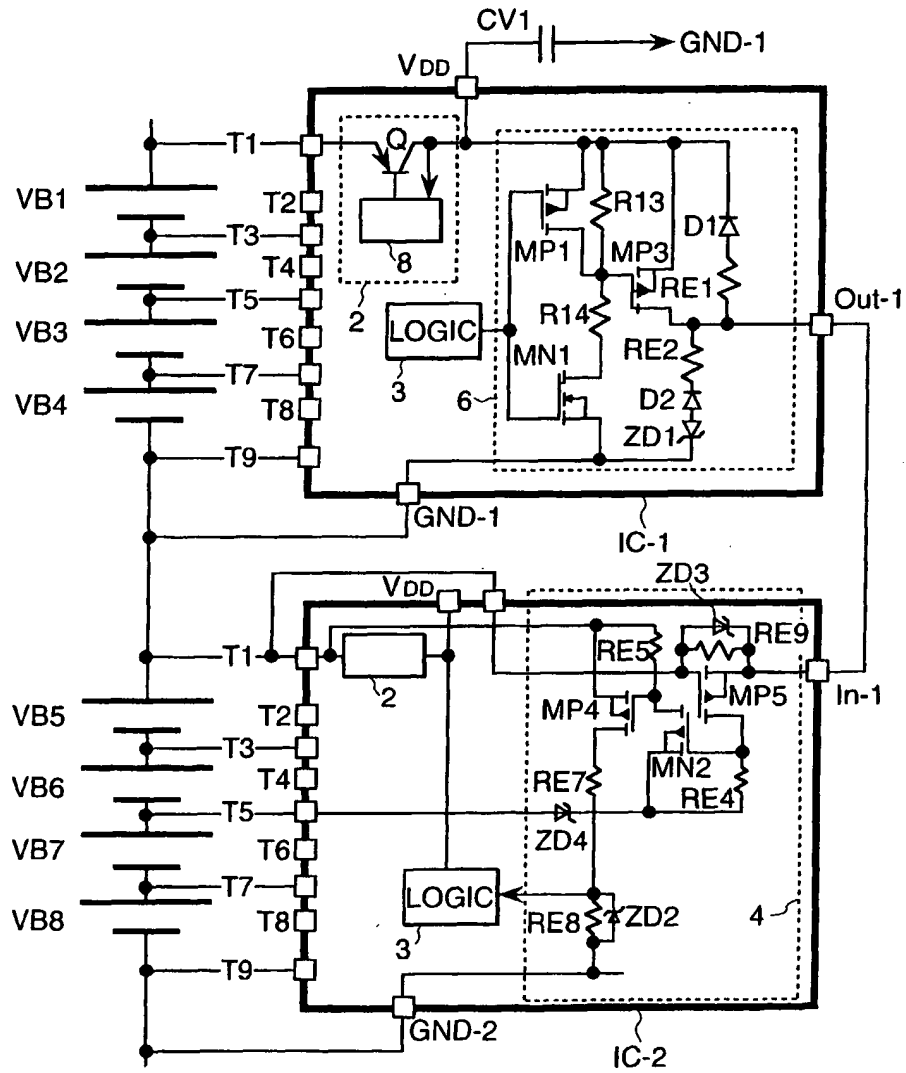 CV1
GND-1
VDD
T1
Q
VB1
T2
R13
D1
T3
8
MP1
MP3
VB2
T4
RE1
T5
2
Out-1
VB3
T6
LOGIC
R14
RE2
T7
3
MN1
VB4
T8
6
D2
ZD1
T9
GND-1
IC-1
VDD
ZD3
RE9
RE5
T1
2
MP4
MP5
In-1
VB5
T2
T3
MN2
VB6
T4
RE7
RE4
T5
ZD4
VB7
T6
T7
LOGIC
4
VB8
T8
RE8
ZD2
3
T9
GND-2
IC-2